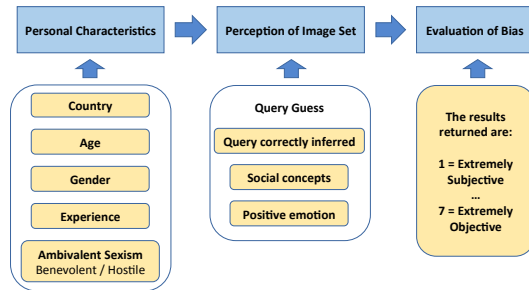 Personal Characteristics
Perception of Image Set
Evaluation of Bias
Country
Age
Gender
Experience
Ambivalent Sexism
Benevolent / Hostile
Query Guess
Query correctly inferred
Social concepts
Positive emotion
The results
returned are:
1 = Extremely
Subjective
...
7 = Extremely
Objective